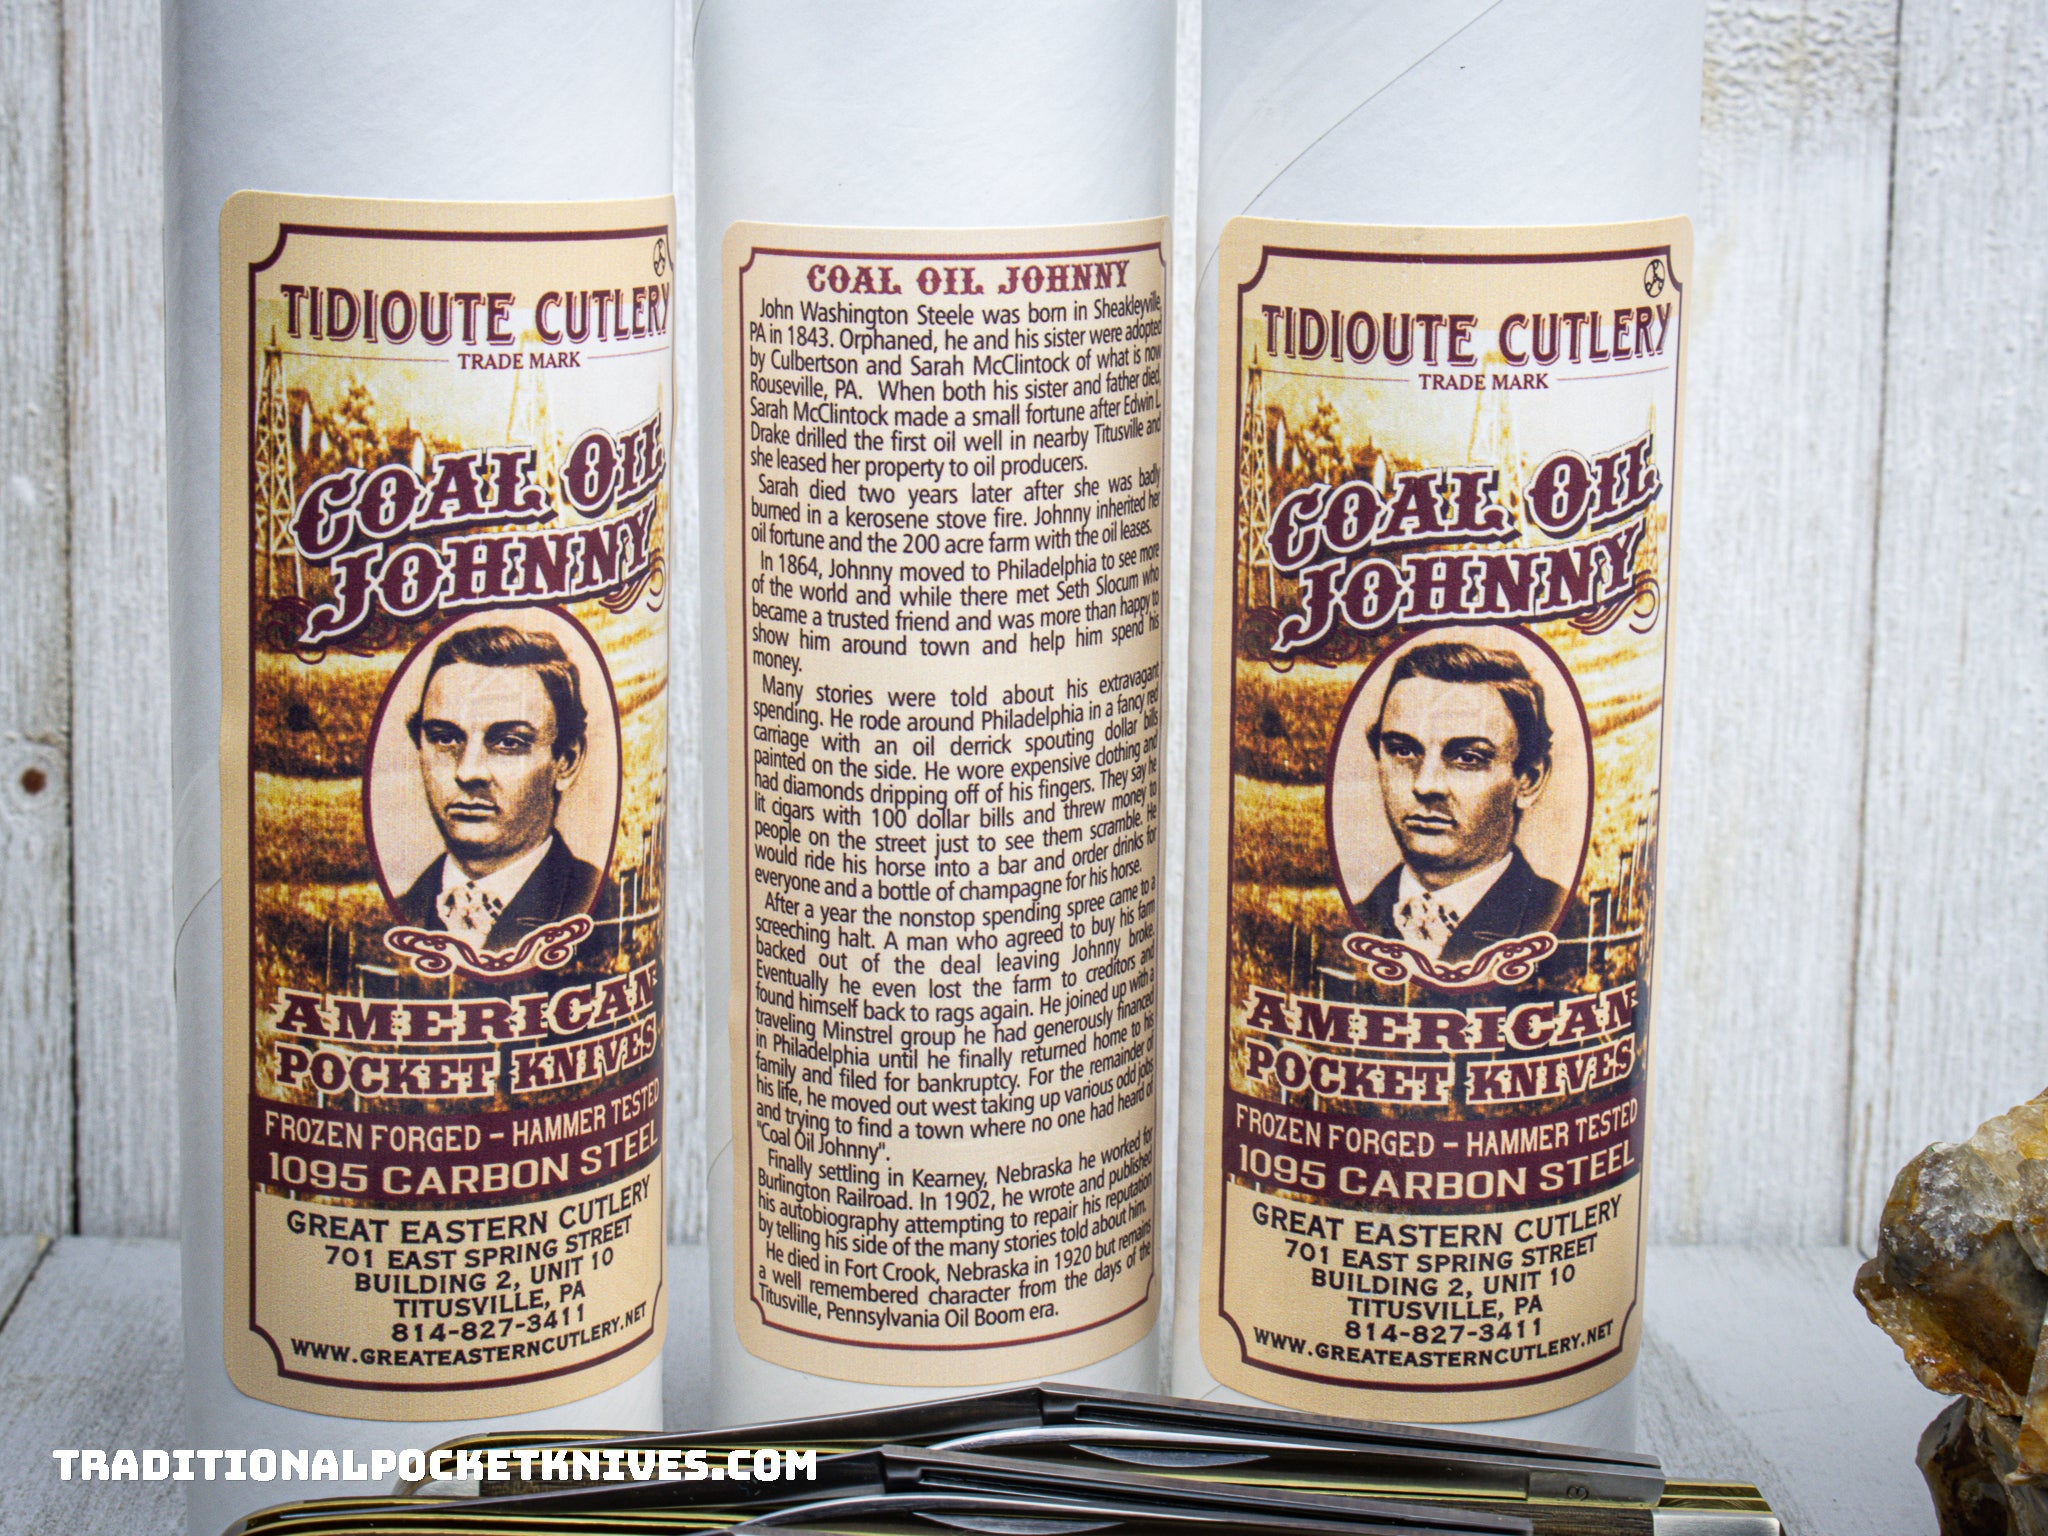 TIDIOUTE CUTLERY
TRADE MARK
COAL OIL
JOHNNY
AMERICAN
POCKET KNIVES
FROZEN FORGED – HAMMER TESTED
1095 CARBON STEEL
GREAT EASTERN CUTLERY
701 EAST SPRING STREET
BUILDING 2, UNIT 10
TITUSVILLE, PA
814-827-3411
WWW.GREATEASTERNCUTLERY.NET
COAL OIL JOHNNY
John Washington Steele was born in Sheakleyville,
PA in 1843. Orphaned, he and his sister were adopted
by Culbertson and Sarah McClintock of what is now
Rouseville, PA. When both his sister and father died,
Sarah McClintock made a small fortune after Edwin L.
Drake drilled the first oil well in nearby Titusville and
she leased her property to oil producers.
Sarah died two years later after she was badly
burned in a kerosene stove fire. Johnny inherited her
oil fortune and the 200 acre farm with the oil leases.
In 1864, Johnny moved to Philadelphia to see more
of the world and while there met Seth Slocum who
became a trusted friend and was more than happy to
show him around town and help him spend his
money.
Many stories were told about his extravagant
spending. He rode around Philadelphia in a fancy red
carriage with an oil derrick spouting dollar bills
painted on the side. He wore expensive clothing and
had diamonds dripping off of his fingers. They say he
lit cigars with 100 dollar bills and threw money to
people on the street just to see them scramble. He
would ride his horse into a bar and order drinks for
everyone and a bottle of champagne for his horse.
After a year the nonstop spending spree came to a
screeching halt. A man who agreed to buy his farm
backed out of the deal leaving Johnny broke.
Eventually he even lost the farm to creditors and
found himself back to rags again. He joined up with a
traveling Minstrel group he had generously financed
in Philadelphia until he finally returned home to his
family and filed for bankruptcy. For the remainder of
his life, he moved out west taking up various odd jobs
and trying to find a town where no one had heard of
"Coal Oil Johnny".
Finally settling in Kearney, Nebraska he worked for
Burlington Railroad. In 1902, he wrote and published
his autobiography attempting to repair his reputation
by telling his side of the many stories told about him.
He died in Fort Crook, Nebraska in 1920 but remains
a well remembered character from the days of the
Titusville, Pennsylvania Oil Boom era.
TIDIOUTE CUTLERY
TRADE MARK
COAL OIL
JOHNNY
AMERICAN
POCKET KNIVES
FROZEN FORGED – HAMMER TESTED
1095 CARBON STEEL
GREAT EASTERN CUTLERY
701 EAST SPRING STREET
BUILDING 2, UNIT 10
TITUSVILLE, PA
814-827-3411
WWW.GREATEASTERNCUTLERY.NET
TRADITIONALPOCKETKNIVES.COM